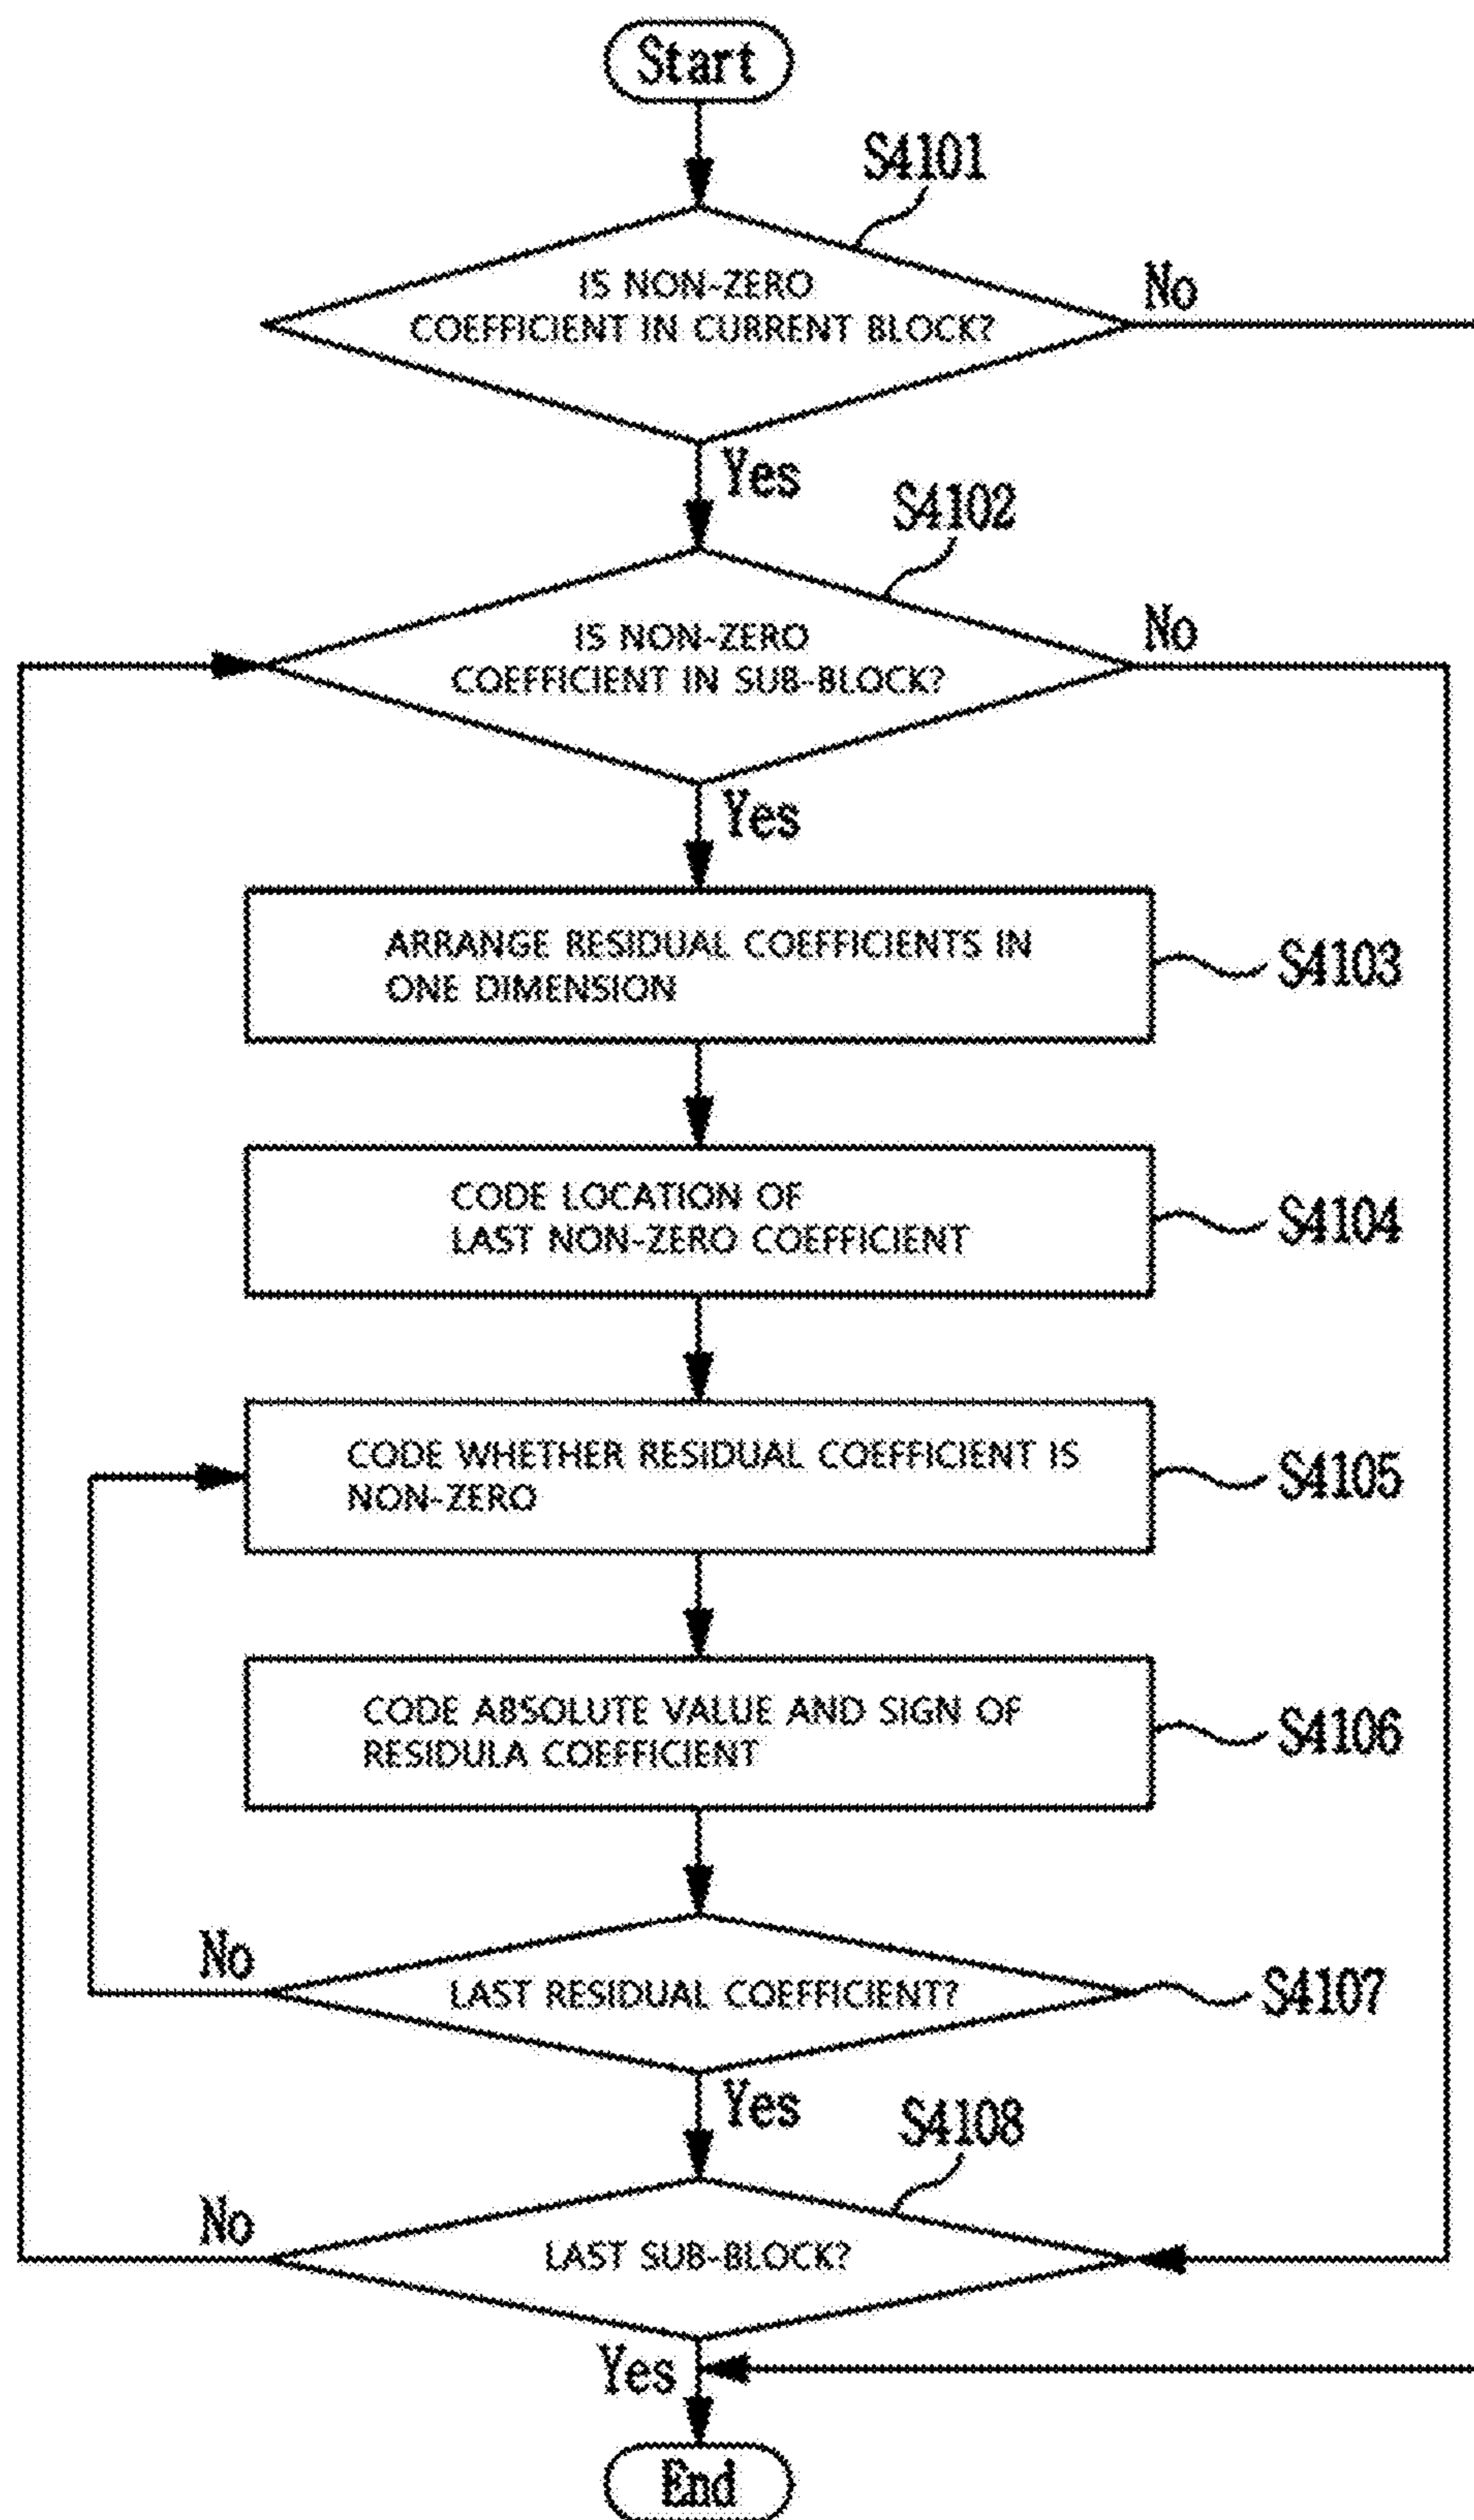 Start
S4101
IS NON-ZERO
COEFFICIENT IN CURRENT BLOCK?
No
Yes
S4102
IS NON-ZERO
COEFFICIENT IN SUB-BLOCK?
No
Yes
ARRANGE RESIDUAL COEFFICIENTS IN
ONE DIMENSION
S4103
CODE LOCATION OF
LAST NON-ZERO COEFFICIENT
S4104
CODE WHETHER RESIDUAL COEFFICIENT IS
NON-ZERO
S4105
CODE ABSOLUTE VALUE AND SIGN OF
RESIDULA COEFFICIENT
S4106
No
LAST RESIDUAL COEFFICIENT?
S4107
Yes
S4108
No
LAST SUB-BLOCK?
Yes
End